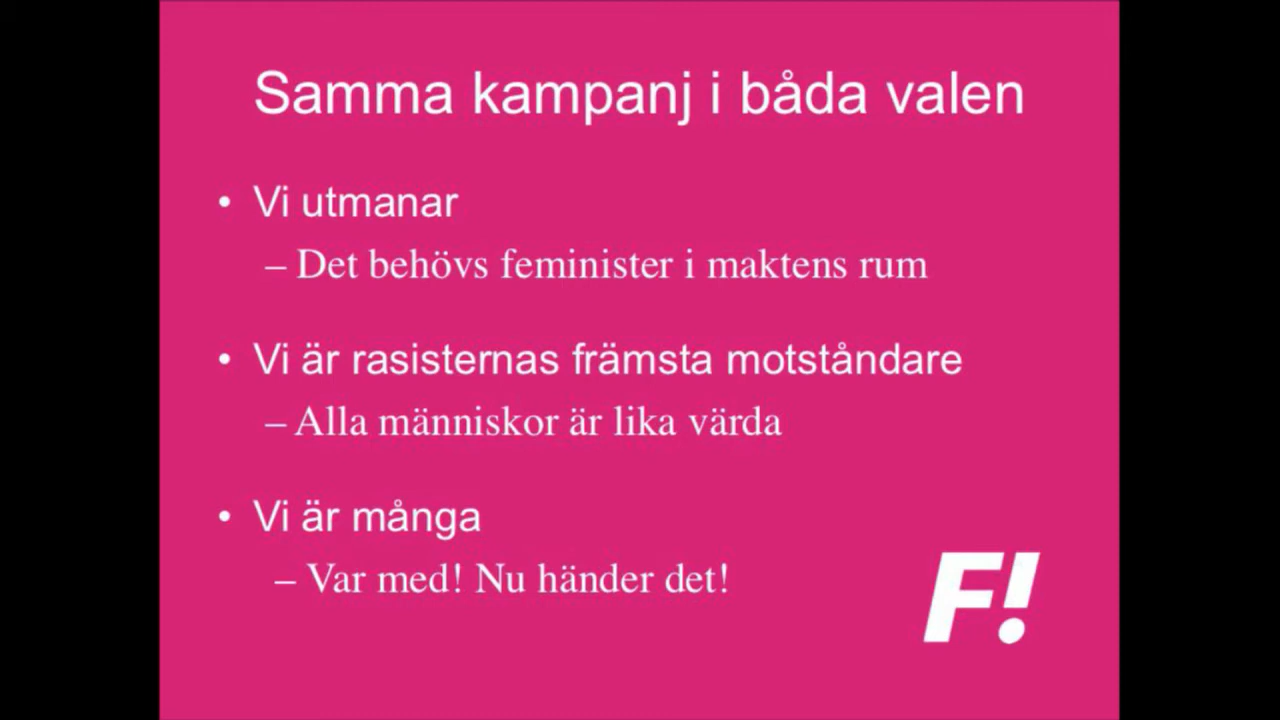 Samma kampanj i båda valen
• Vi utmanar
– Det behövs feminister i maktens rum
• Vi är rasisternas främsta motståndare
– Alla människor är lika värda
• Vi är många
– Var med! Nu händer det!
F!